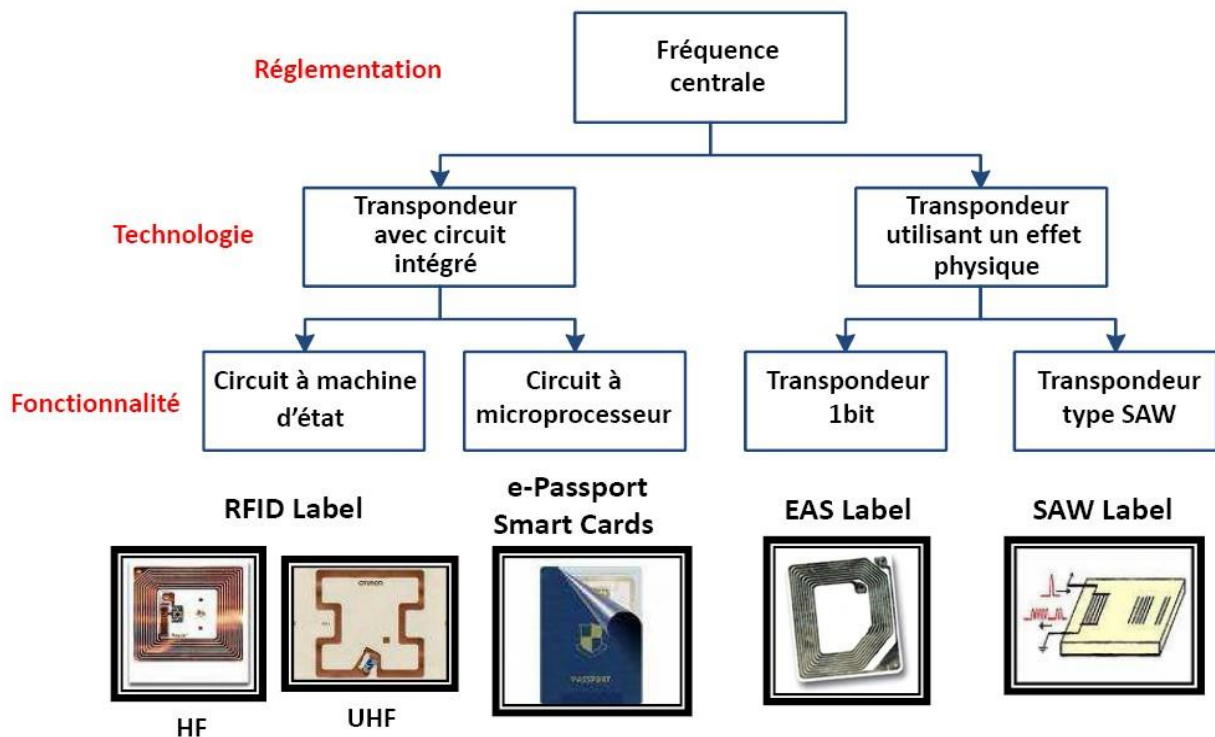 Réglementation
Fréquence
centrale
Technologie
Transpondeur
avec circuit
intégré
Transpondeur
utilisant un effet
physique
Fonctionnalité
Circuit à machine
d'état
Circuit à
microprocesseur
Transpondeur
1bit
Transpondeur
type SAW
RFID Label
e-Passport
Smart Cards
EAS Label
SAW Label
PASSPORT
HF
UHF